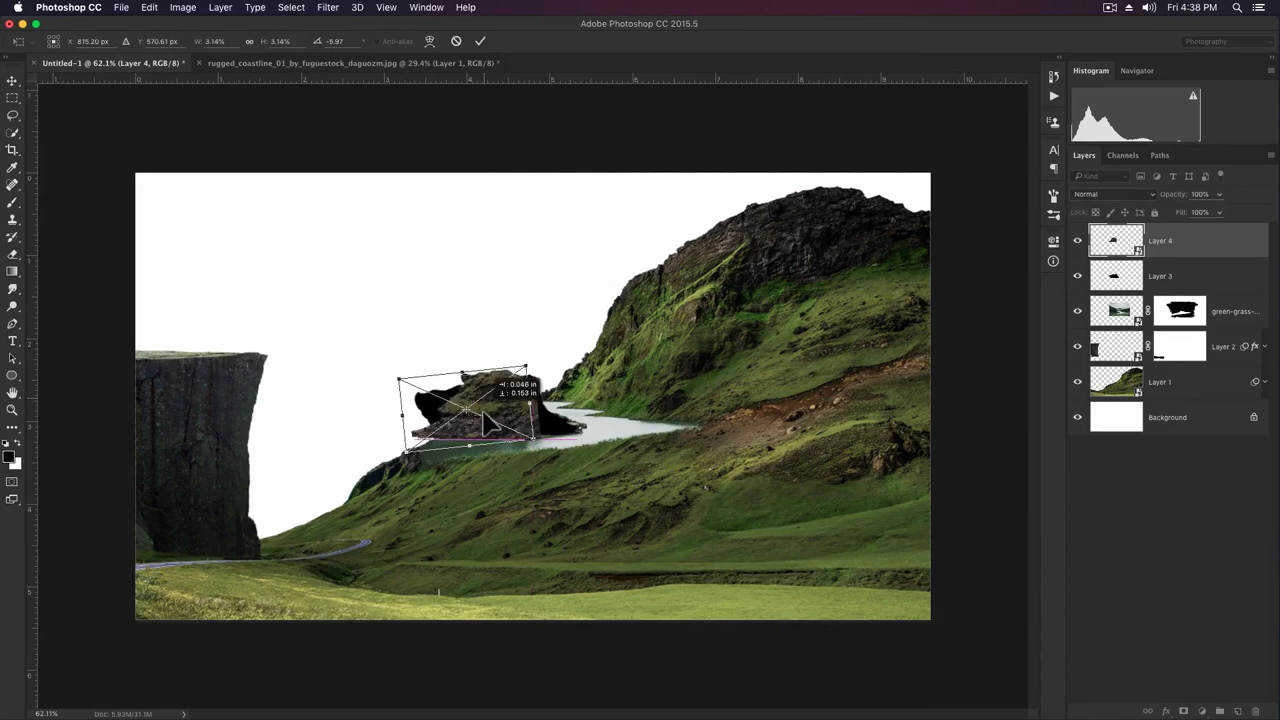 Photoshop CC File Edit Image Layer Type Select Filter 3D View Window Help Fri 4:38 PM
Adobe Photoshop CC 2015.5
X: 815.20 px Y: 570.61 px W: 3.14% H: 3.14% -5.97 Anti-alias Photography
Untitled-1 @ 62.1% (Layer 4, RGB/8) * rugged_coastline_01_by_fuguestock_daguozm.jpg @ 29.4% (Layer 1, RGB/8) *
Histogram Navigator
Layers Channels Paths
Kind
Normal Opacity: 100%
Lock: Fill: 100%
Layer 4
Layer 3
green-grass-...
Layer 2 fx
Layer 1
Background
0.046 in
0.153 in
62.11% Doc: 5.93M/31.1M